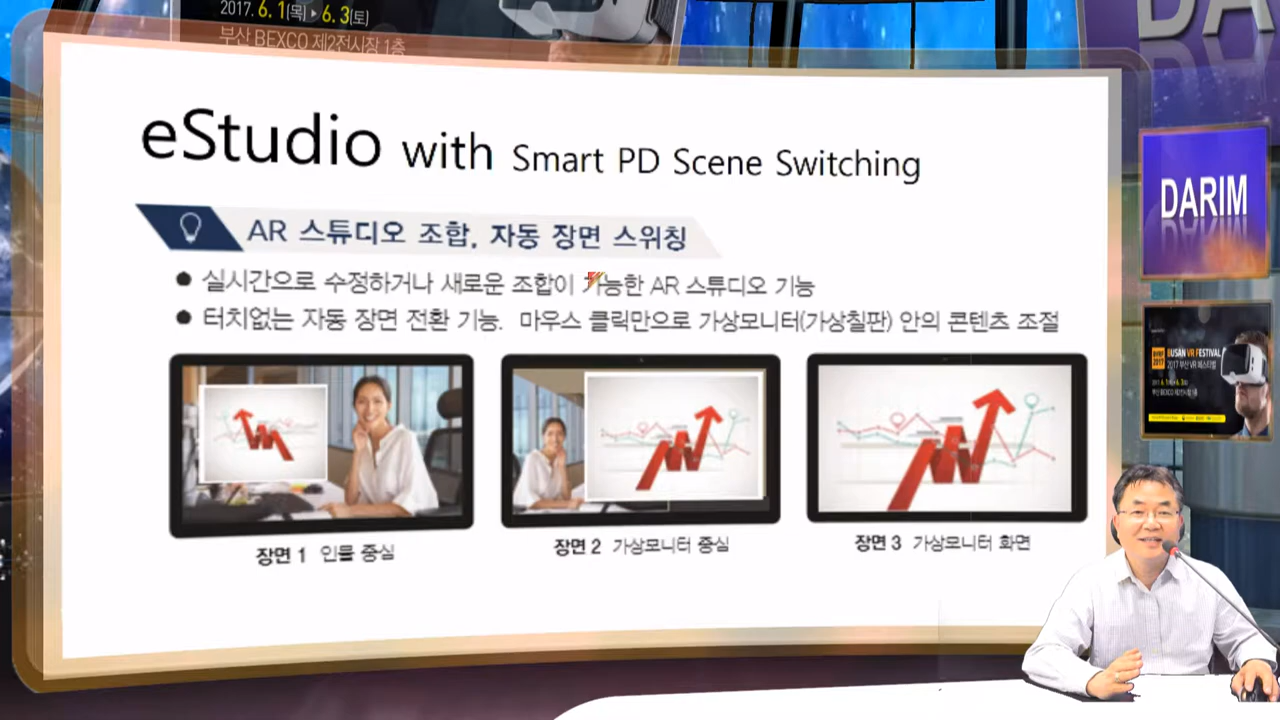 2017. 6. 1(목) ▸ 6. 3(토)
부산 BEXCO 제2전시장 1층
DA
eStudio with Smart PD Scene Switching
AR 스튜디오 조합, 자동 장면 스위칭
● 실시간으로 수정하거나 새로운 조합이 가능한 AR 스튜디오 기능
● 터치없는 자동 장면 전환 기능. 마우스 클릭만으로 가상모니터(가상칠판) 안의 콘텐츠 조절
장면 1 인물 중심
장면 2 가상모니터 중심
장면 3 가상모니터 화면
DARIM
BUSAN VR FESTIVAL
2017 부산 VR 페스티벌